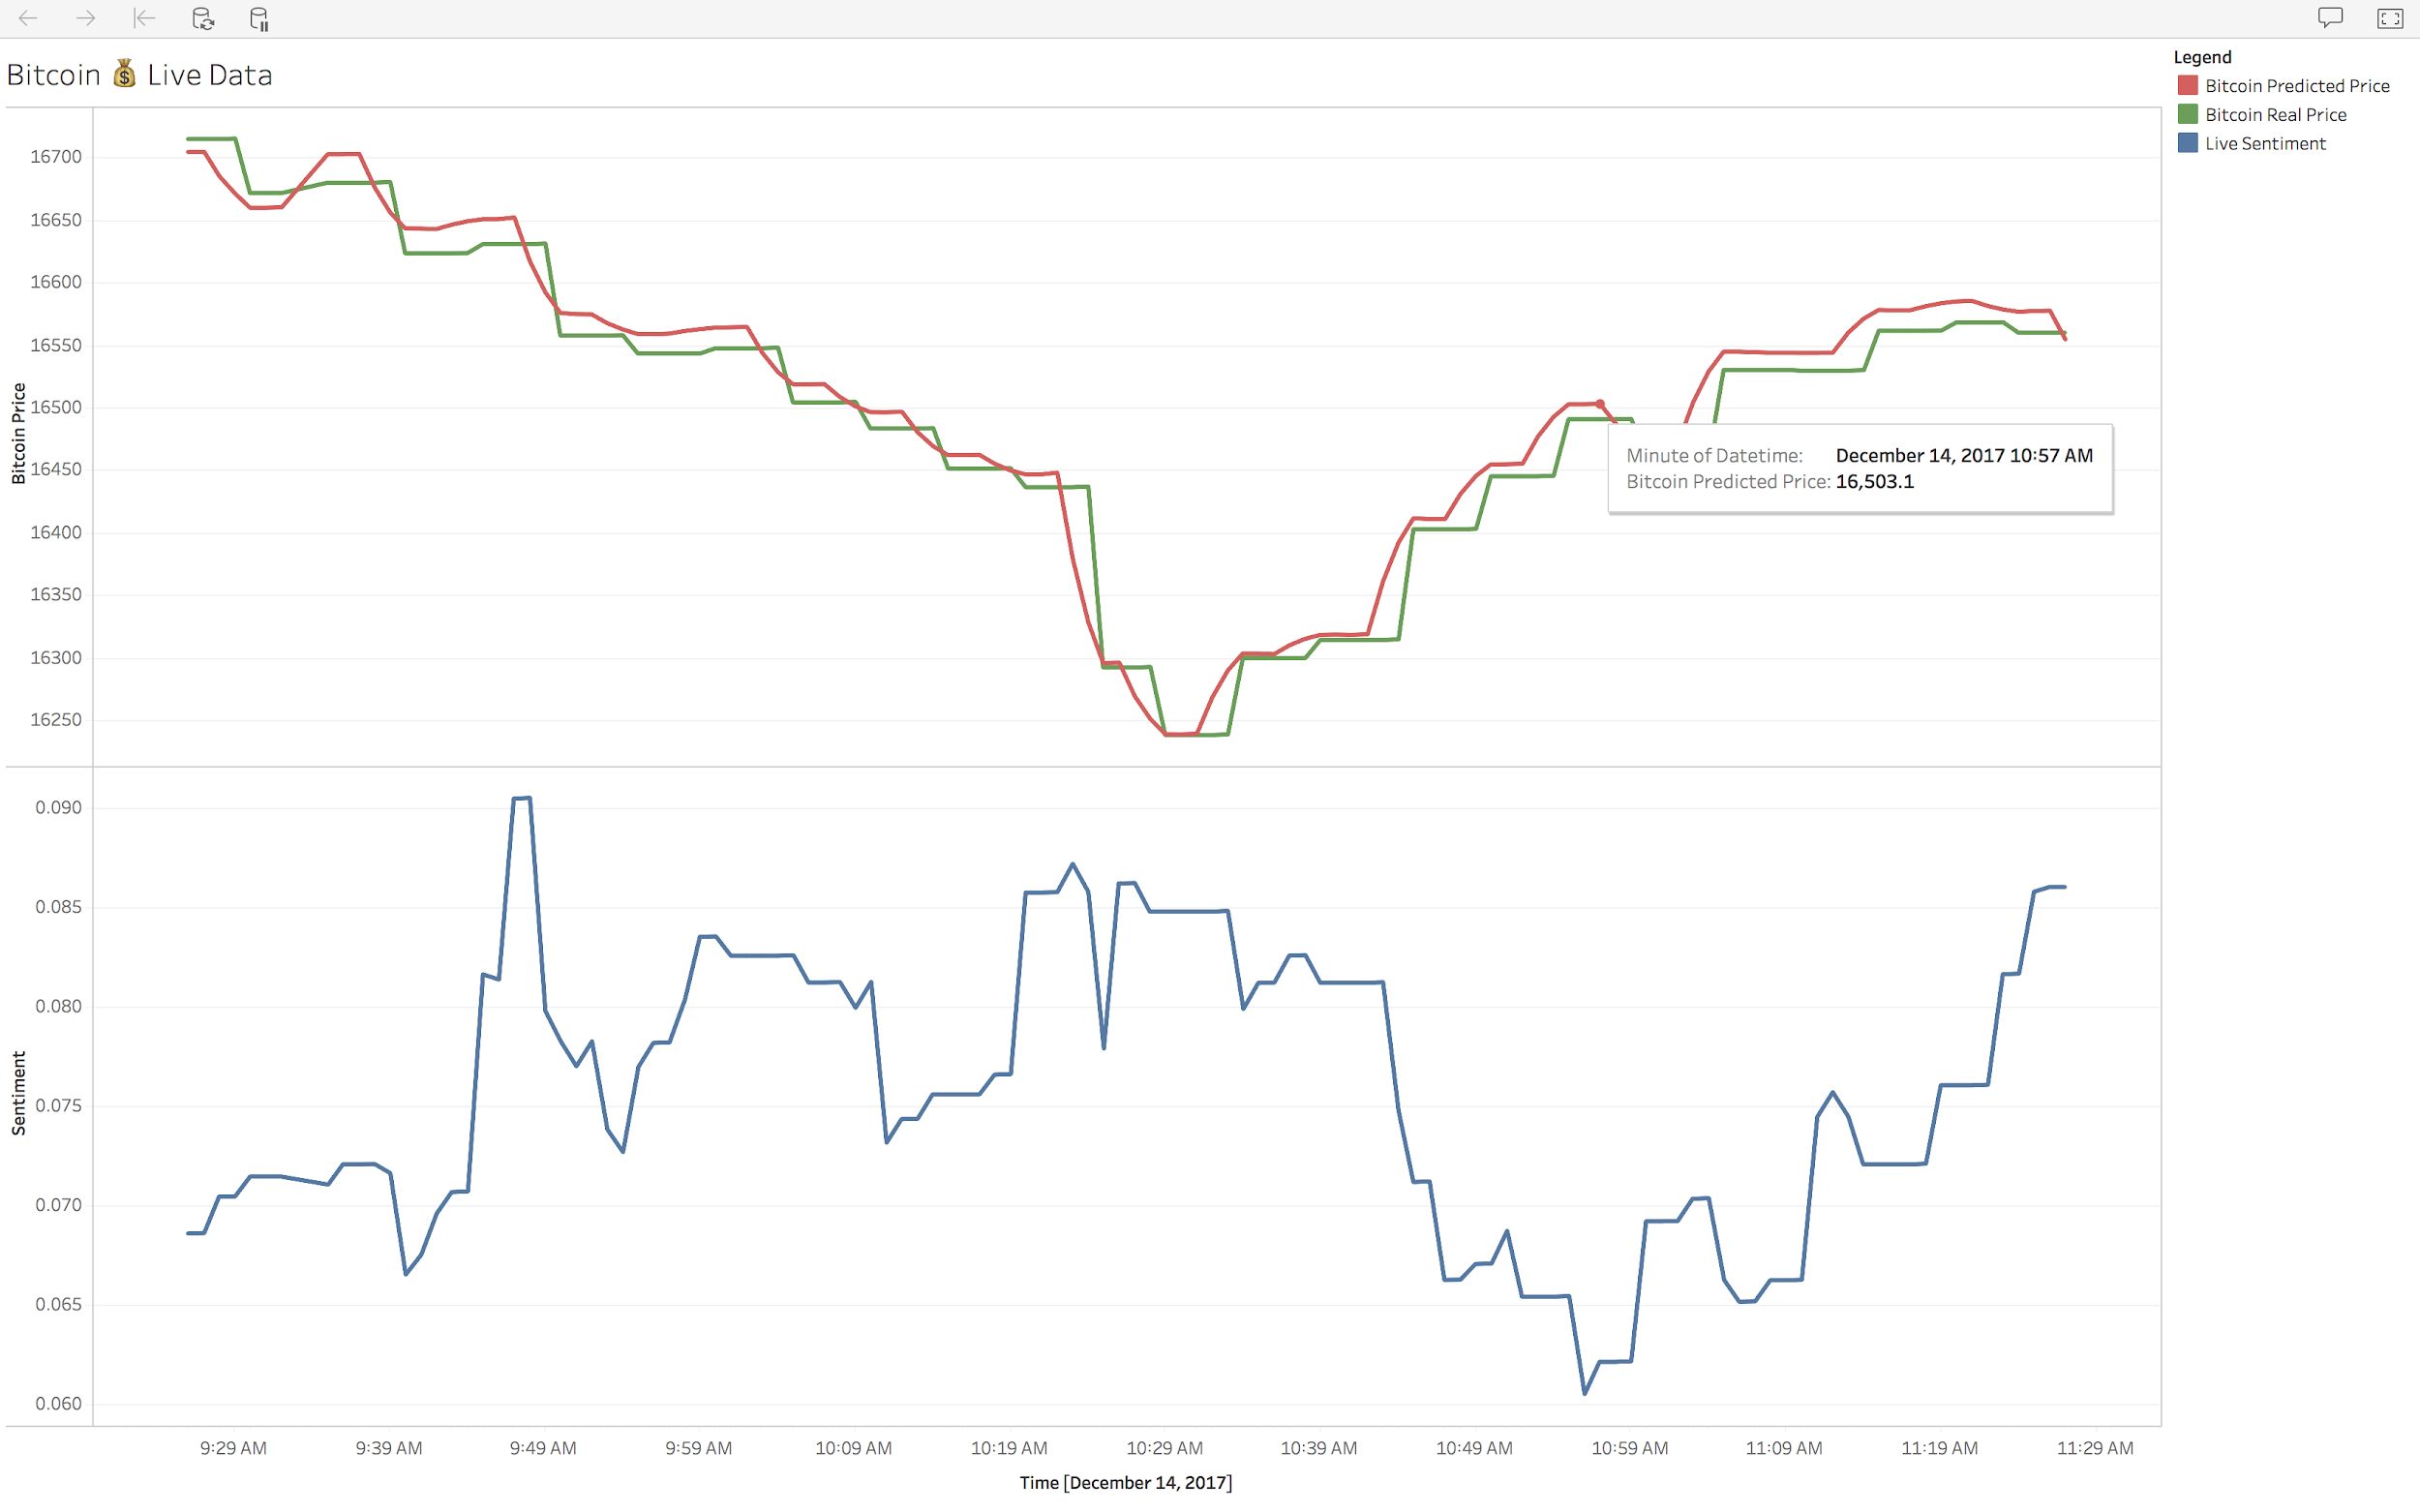 Bitcoin 💰 Live Data
Legend
Bitcoin Predicted Price
Bitcoin Real Price
Live Sentiment
Bitcoin Price
16700
16650
16600
16550
16500
16450
16400
16350
16300
16250
Minute of Datetime: December 14, 2017 10:57 AM
Bitcoin Predicted Price: 16,503.1
Sentiment
0.090
0.085
0.080
0.075
0.070
0.065
0.060
9:29 AM 9:39 AM 9:49 AM 9:59 AM 10:09 AM 10:19 AM 10:29 AM 10:39 AM 10:49 AM 10:59 AM 11:09 AM 11:19 AM 11:29 AM
Time [December 14, 2017]